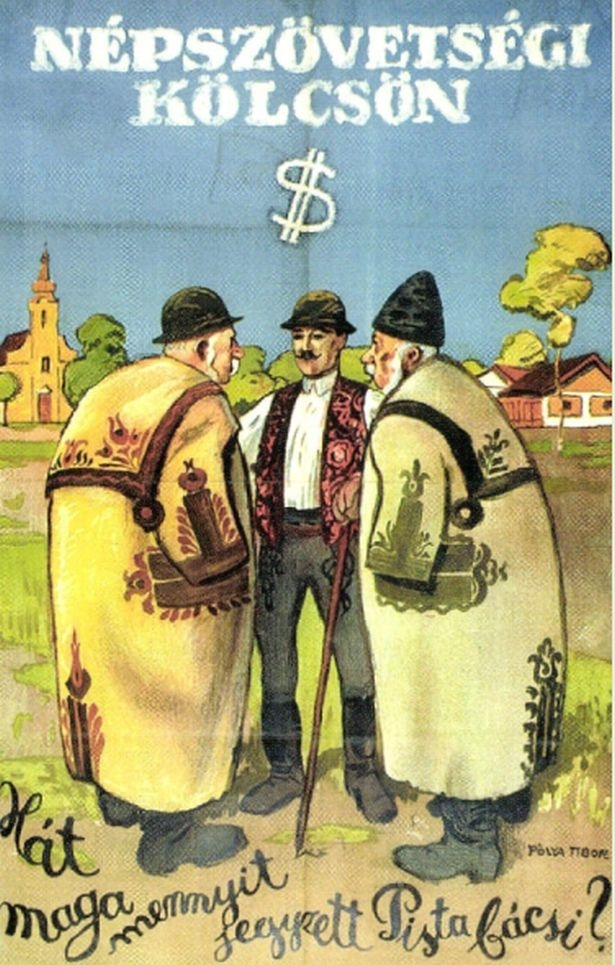 NÉPSZÖVETSÉGI
KÖLCSÖN
$
PÓLYA TIBOR
Hát
maga mennyit jegyzett Pista bácsi?